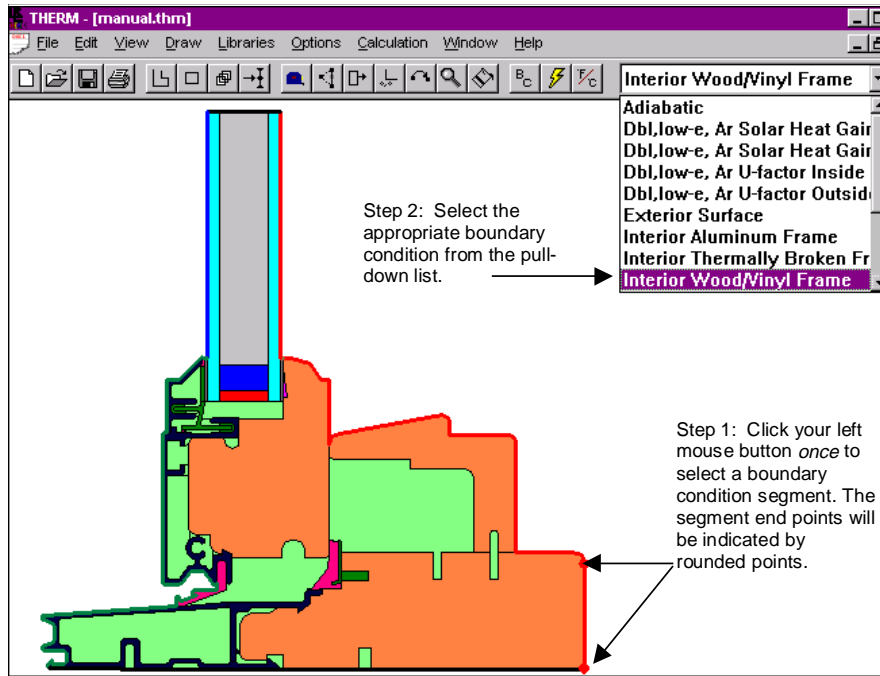 THERM - [manual.thm]
File Edit View Draw Libraries Options Calculation Window Help
BC F/C Interior Wood/Vinyl Frame
Adiabatic
Dbl,low-e, Ar Solar Heat Gain
Dbl,low-e, Ar Solar Heat Gain
Dbl,low-e, Ar U-factor Inside
Dbl,low-e, Ar U-factor Outside
Exterior Surface
Interior Aluminum Frame
Interior Thermally Broken Fr
Interior Wood/Vinyl Frame
Step 2: Select the
appropriate boundary
condition from the pull-
down list.
Step 1: Click your left
mouse button once to
select a boundary
condition segment. The
segment end points will
be indicated by
rounded points.